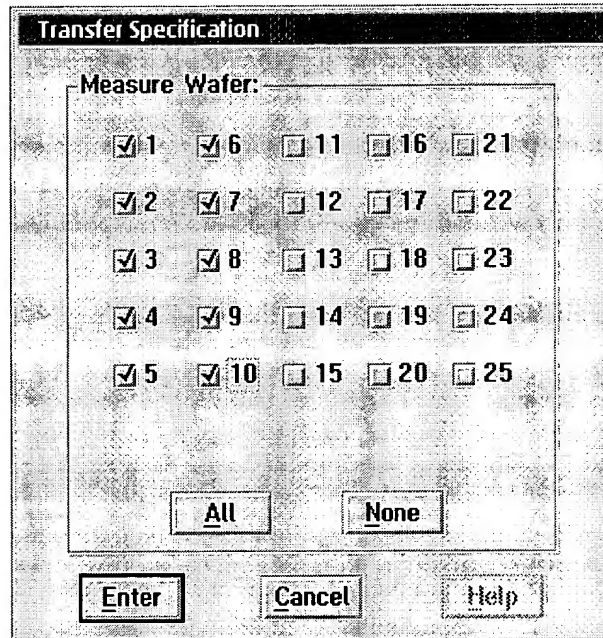 Transfer Specification
Measure Wafer:
1 6 11 16 21
2 7 12 17 22
3 8 13 18 23
4 9 14 19 24
5 10 15 20 25
All None
Enter Cancel Help